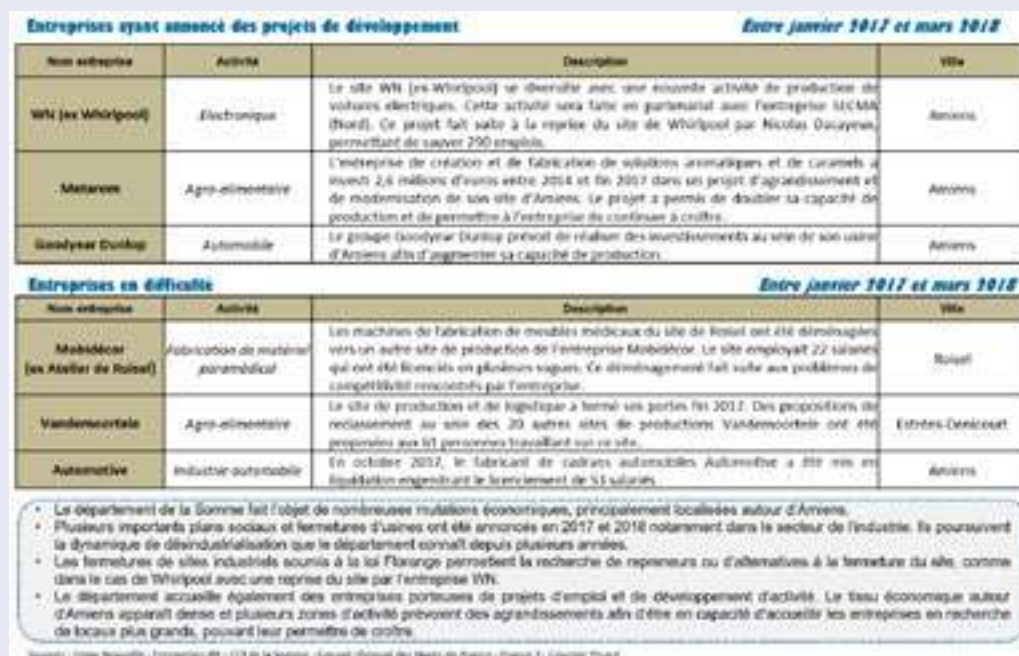 Entreprises ayant annoncé des projets de développement
Entre janvier 2017 et mars 2018
Nom entreprise Activité Description Ville
WN (ex Whirlpool)
Electronique
Le site WN (ex-Whirlpool) se diversifie avec une nouvelle activité de production de
voitures électriques. Cette activité sera faite en partenariat avec l'entreprise SECMA
(Nord). Ce projet fait suite à la reprise du site de Whirlpool par Nicolas Decayeux,
permettant de sauver 290 emplois.
Amiens
Metarom
Agro-alimentaire
L'entreprise de création et de fabrication de solutions aromatiques et de caramels a
investi 2,6 millions d'euros entre 2014 et fin 2017 dans un projet d'agrandissement et
de modernisation de son site d'Amiens. Le projet a permis de doubler sa capacité de
production et de permettre à l'entreprise de continuer à croître.
Amiens
Goodyear Dunlop
Automobile
Le groupe Goodyear Dunlop prévoit de réaliser des investissements au sein de son usine
d'Amiens afin d'augmenter sa capacité de production.
Amiens
Entreprises en difficulté
Entre janvier 2017 et mars 2018
Nom entreprise Activité Description Ville
Mobidécor
(ex Atelier de Roisel)
Fabrication de matériel
paramédical
Les machines de fabrication de meubles médicaux du site de Roisel ont été déménagées
vers un autre site de production de l'entreprise Mobidécor. Le site employait 22 salariés
qui ont été licenciés en plusieurs vagues. Ce déménagement fait suite aux problèmes de
compétitivité rencontrés par l'entreprise.
Roisel
Vandemoortele
Agro-alimentaire
Le site de production et de logistique a fermé ses portes fin 2017. Des propositions de
reclassement au sein des 20 autres sites de productions Vandemoortele ont été
proposées aux 61 personnes travaillant sur ce site.
Estrées-Deniécourt
Automotive
Industrie automobile
En octobre 2017, le fabricant de cadrans automobiles Automotive a été mis en
liquidation engendrant le licenciement de 53 salariés.
Amiens
• Le département de la Somme fait l'objet de nombreuses mutations économiques, principalement localisées autour d'Amiens.
• Plusieurs importants plans sociaux et fermetures d'usines ont été annoncés en 2017 et 2018 notamment dans le secteur de l'industrie. Ils poursuivent
la dynamique de désindustrialisation que le département connaît depuis plusieurs années.
• Les fermetures de sites industriels soumis à la loi Florange permettent la recherche de repreneurs ou d'alternatives à la fermeture du site, comme
dans le cas de Whirlpool avec une reprise du site par l'entreprise WN.
• Le département accueille également des entreprises porteuses de projets d'emploi et de développement d'activité. Le tissu économique autour
d'Amiens apparaît dense et plusieurs zones d'activité prévoient des agrandissements afin d'être en capacité d'accueillir les entreprises en recherche
de locaux plus grands, pouvant leur permettre de croître.